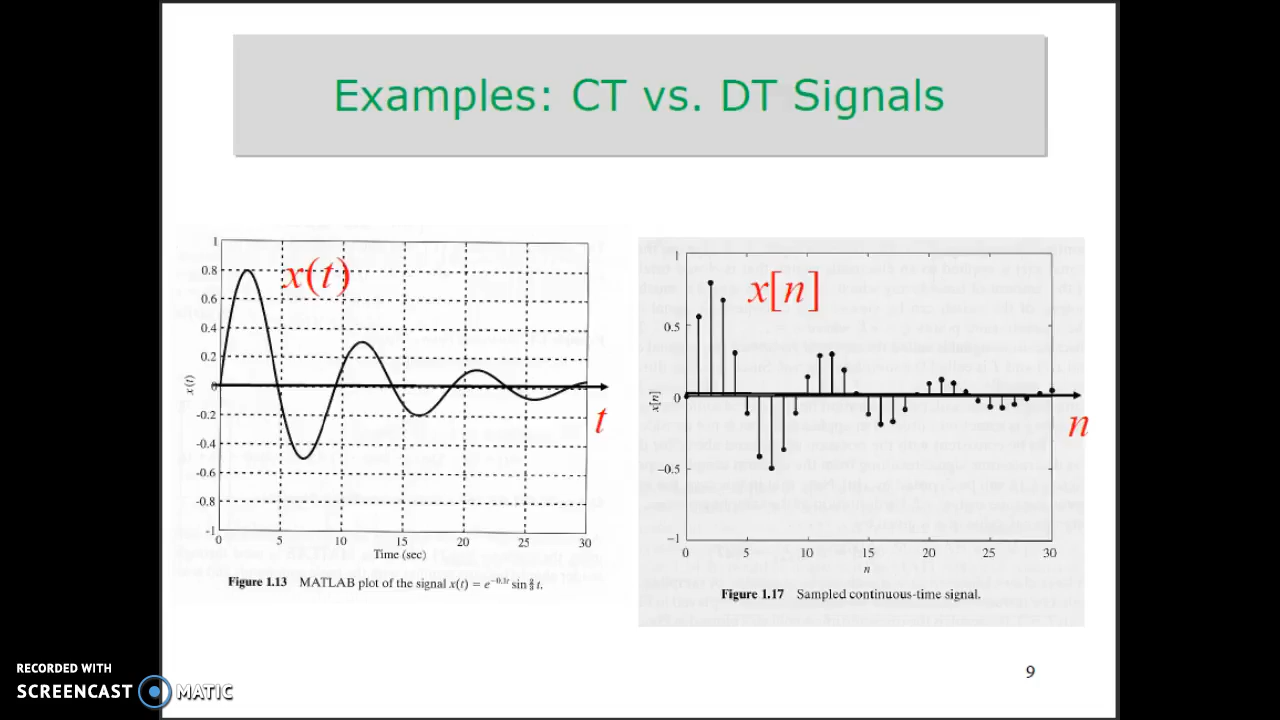 Examples: CT vs. DT Signals
1
0.8
0.6
0.4
0.2
0
-0.2
-0.4
-0.6
-0.8
-1
x(t)
x(t)
t
0
5
10
15
20
25
30
Time (sec)
Figure 1.13 MATLAB plot of the signal x(t) = e^{-0.1t} sin 2/3 t.
1
0.5
0
-0.5
-1
x[n]
x[n]
n
0
5
10
15
20
25
30
n
Figure 1.17 Sampled continuous-time signal.
9
RECORDED WITH
SCREENCAST MATIC